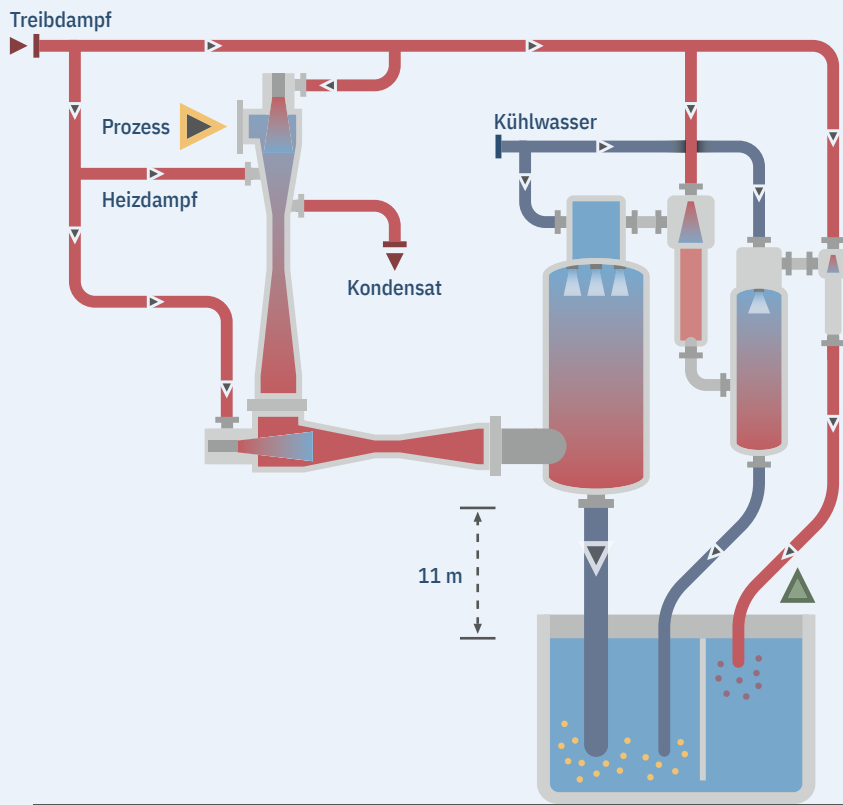 Treibdampf
Prozess
Kühlwasser
Heizdampf
Kondensat
11 m